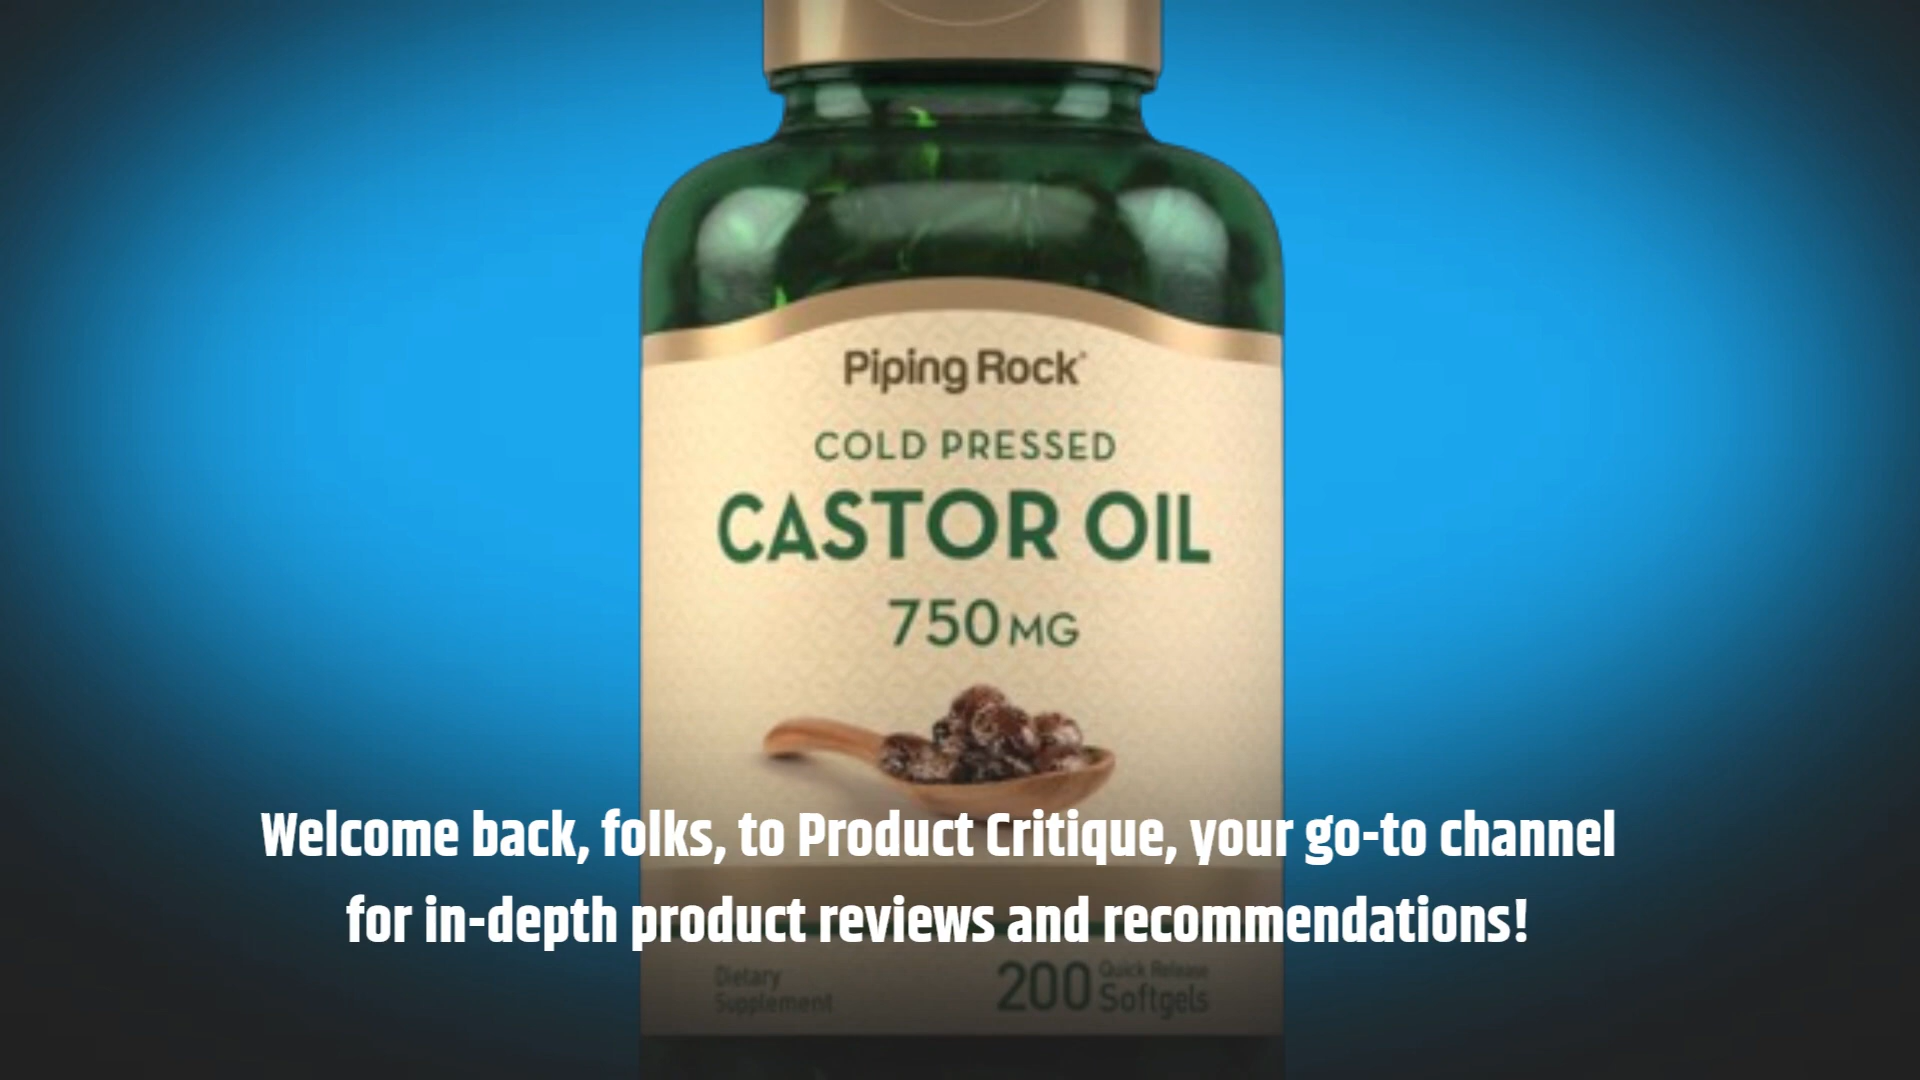 Piping Rock®
COLD PRESSED
CASTOR OIL
750 MG
Welcome back, folks, to Product Critique, your go-to channel
for in-depth product reviews and recommendations!
Dietary
Supplement
200 Quick Release
Softgels